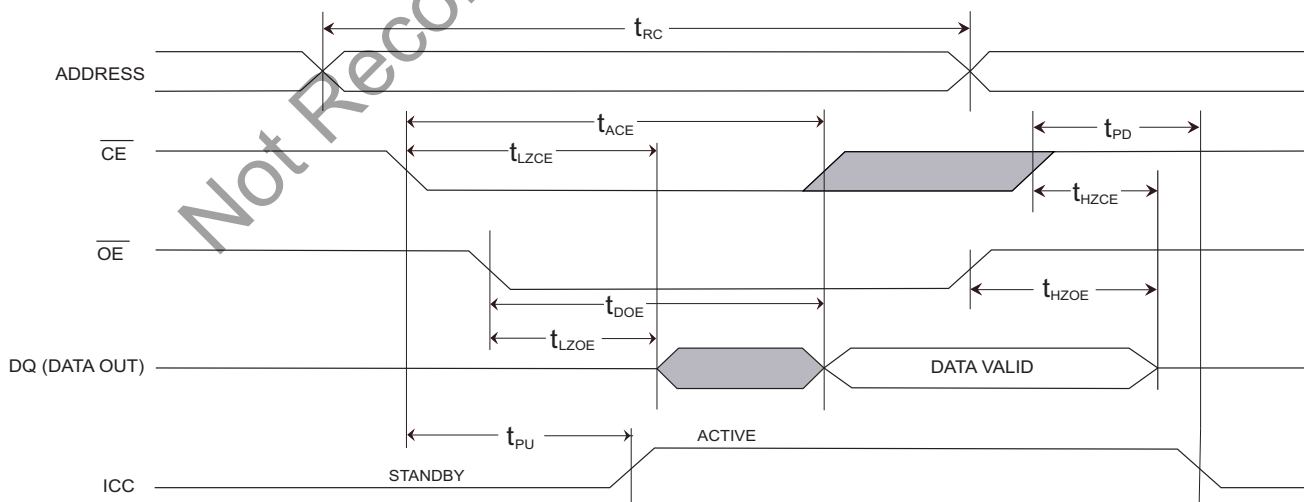 tRC
ADDRESS
tACE
tPD
CE
tLZCE
tHZCE
Not Reco
OE
tHZOE
tDOE
tLZOE
DQ (DATA OUT)
DATA VALID
tPU
ACTIVE
STANDBY
ICC